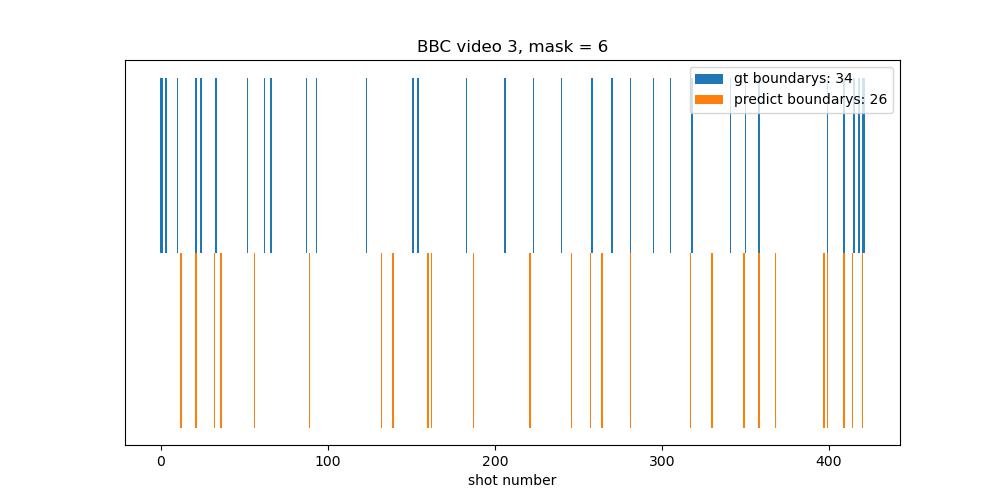 BBC video 3, mask = 6
gt boundarys: 34
predict boundarys: 26
0 100 200 300 400
shot number